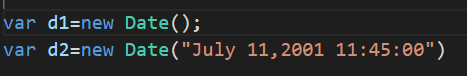 var d1=new Date();
var d2=new Date("July 11,2001 11:45:00")